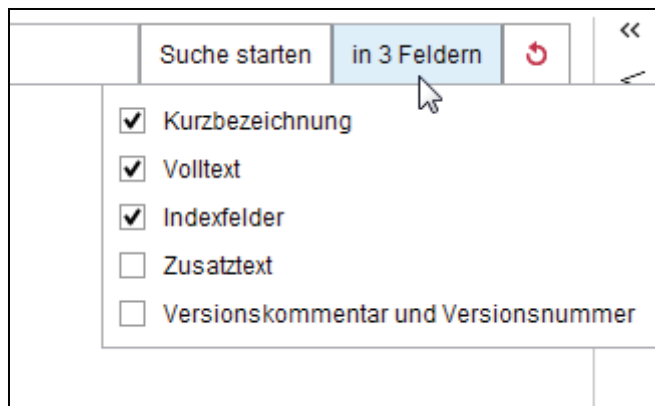 Suche starten in 3 Feldern
Kurzbezeichnung
Volltext
Indexfelder
Zusatztext
Versionskommentar und Versionsnummer